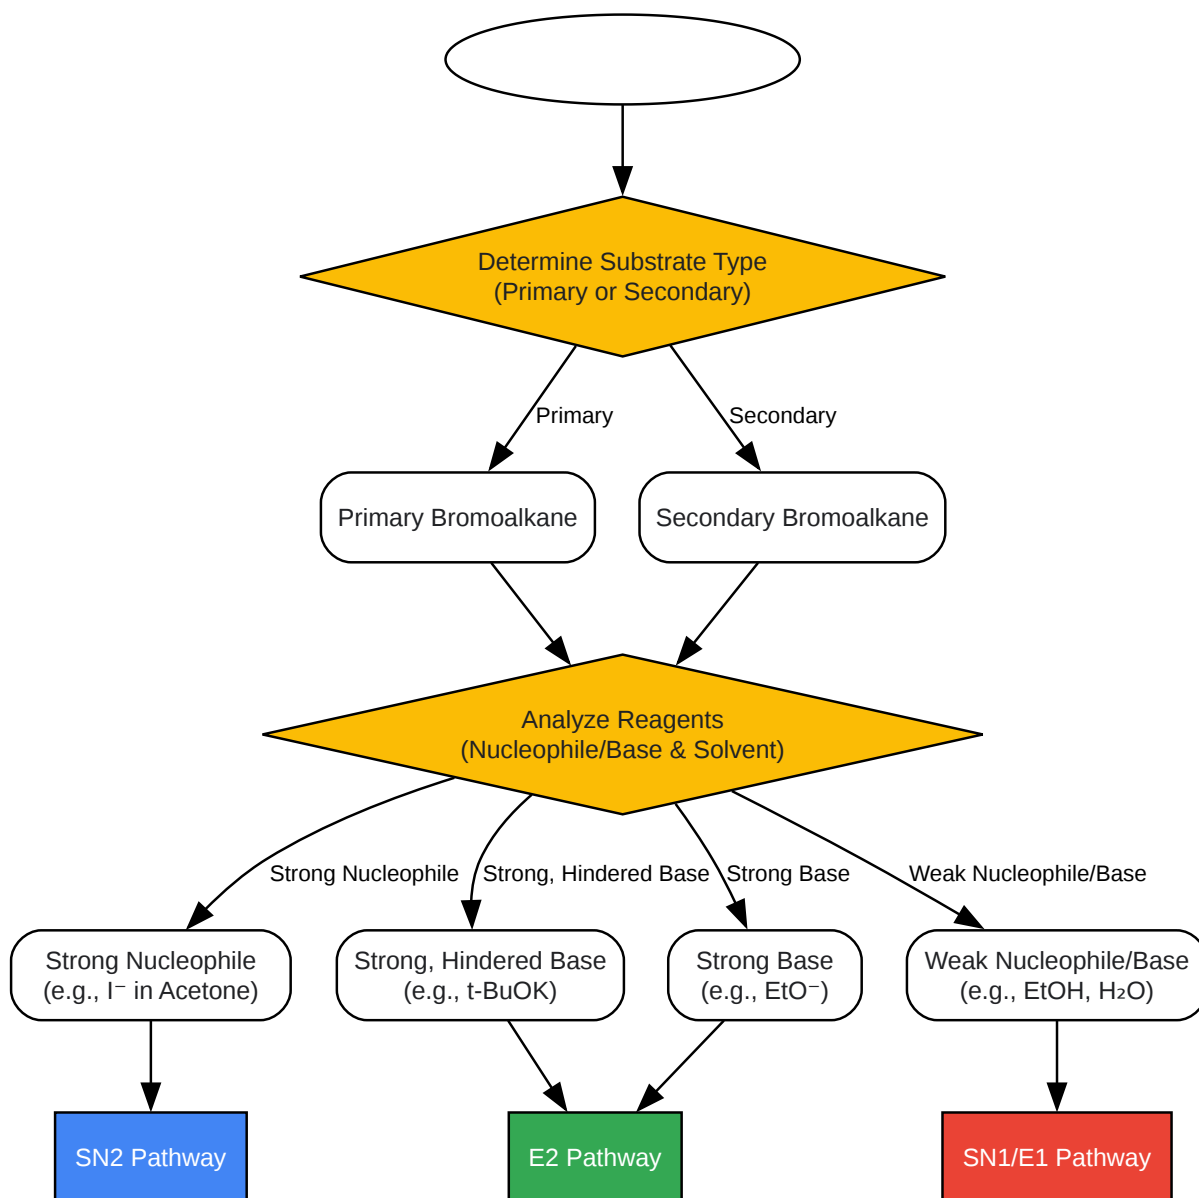 Determine Substrate Type
(Primary or Secondary)
Primary
Secondary
Primary Bromoalkane
Secondary Bromoalkane
Analyze Reagents
(Nucleophile/Base & Solvent)
Strong Nucleophile
Strong, Hindered Base
Strong Base
Weak Nucleophile/Base
Strong Nucleophile
(e.g., I⁻ in Acetone)
Strong, Hindered Base
(e.g., t-BuOK)
Strong Base
(e.g., EtO⁻)
Weak Nucleophile/Base
(e.g., EtOH, H₂O)
SN2 Pathway
E2 Pathway
SN1/E1 Pathway